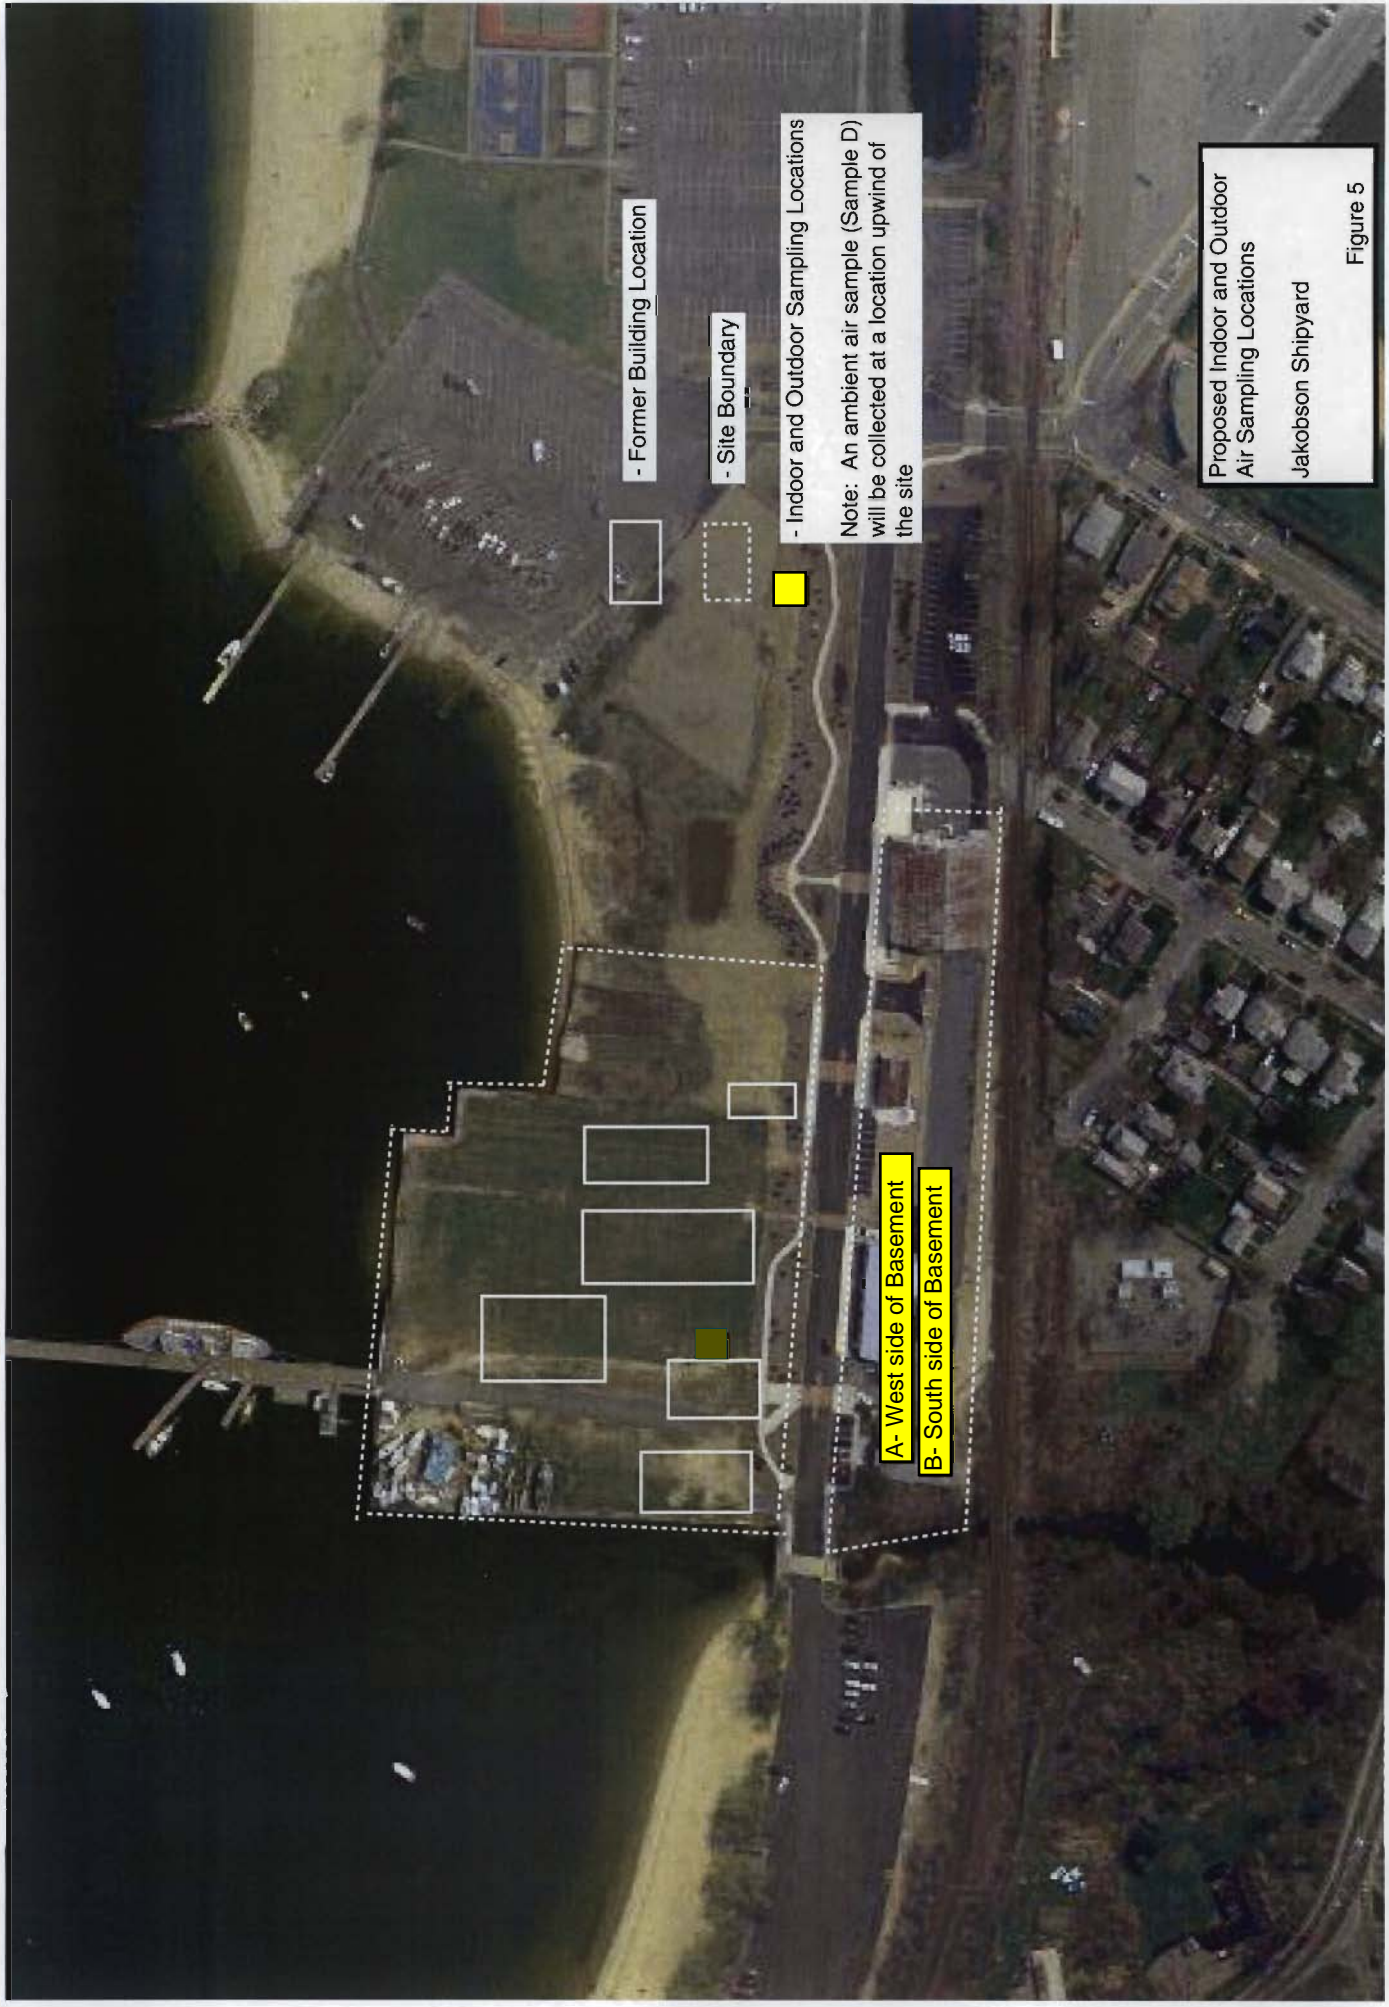 - Former Building Location
- Site Boundary
- Indoor and Outdoor Sampling Locations
Note: An ambient air sample (Sample D)
will be collected at a location upwind of
the site
A- West side of Basement
B- South side of Basement
Proposed Indoor and Outdoor
Air Sampling Locations
Jakobson Shipyard
Figure 5